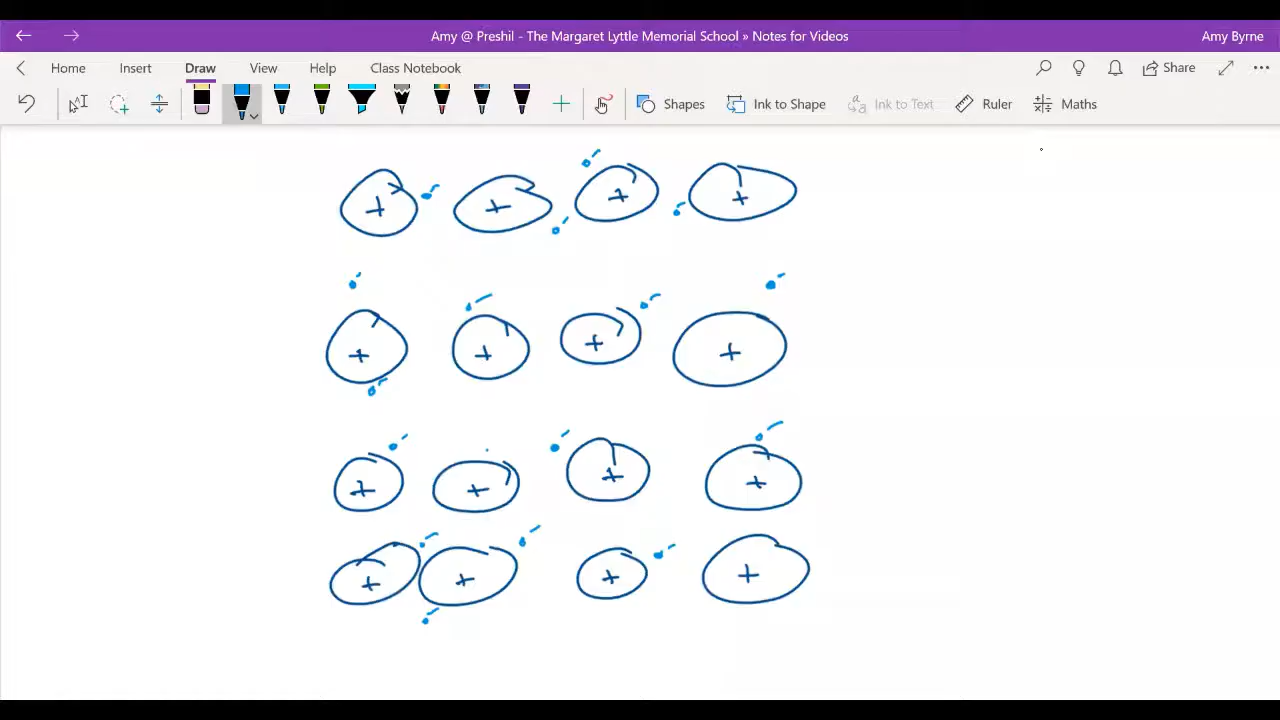 Amy @ Preshil - The Margaret Lyttle Memorial School » Notes for Videos
Amy Byrne
Home Insert Draw View Help Class Notebook Share
Shapes Ink to Shape Ink to Text Ruler Maths
+ + + +
+ + + +
+ + + +
+ + + +